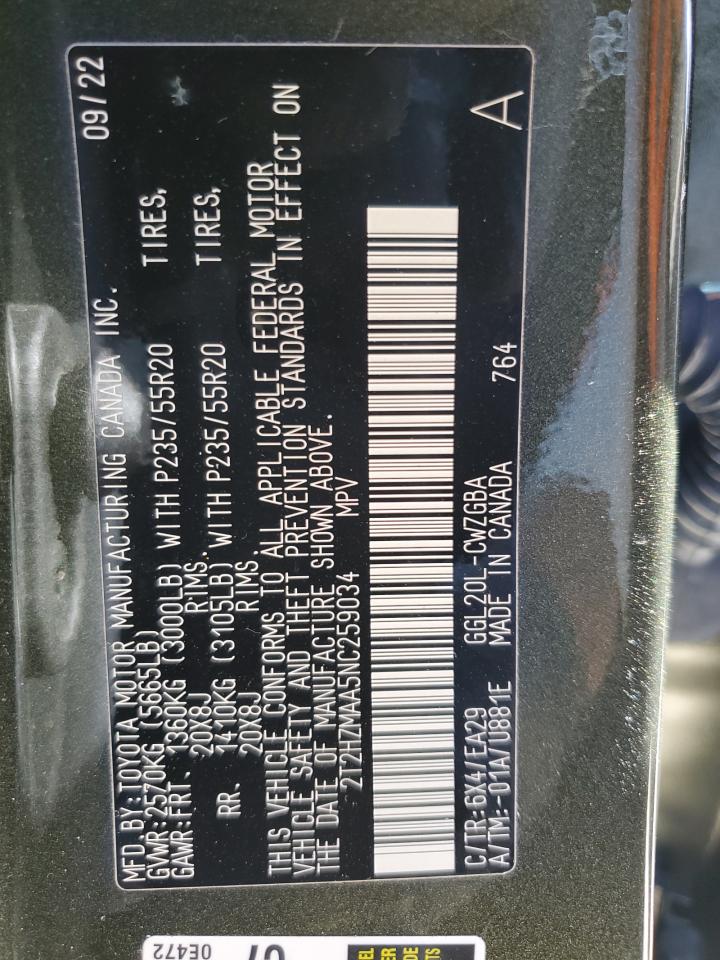 MFD.BY:TOYOTA MOTOR MANUFACTURING CANADA INC. 09/22
GVWR:2570KG (5665LB)
GAWR:FRT. 1360KG (3000LB) WITH P235/55R20 TIRES,
20X8J RIMS.
RR. 1410KG (3105LB) WITH P235/55R20 TIRES,
20X8J RIMS
THIS VEHICLE CONFORMS TO ALL APPLICABLE FEDERAL MOTOR
VEHICLE SAFETY AND THEFT PREVENTION STANDARDS IN EFFECT ON
THE DATE OF MANUFACTURE SHOWN ABOVE.
2T2HZMAA5NC259034 MPV
C/TR:6X4/EA29 GGL20L-CWZGBA
A/TM:-01A/U881E MADE IN CANADA 764 A
0E472